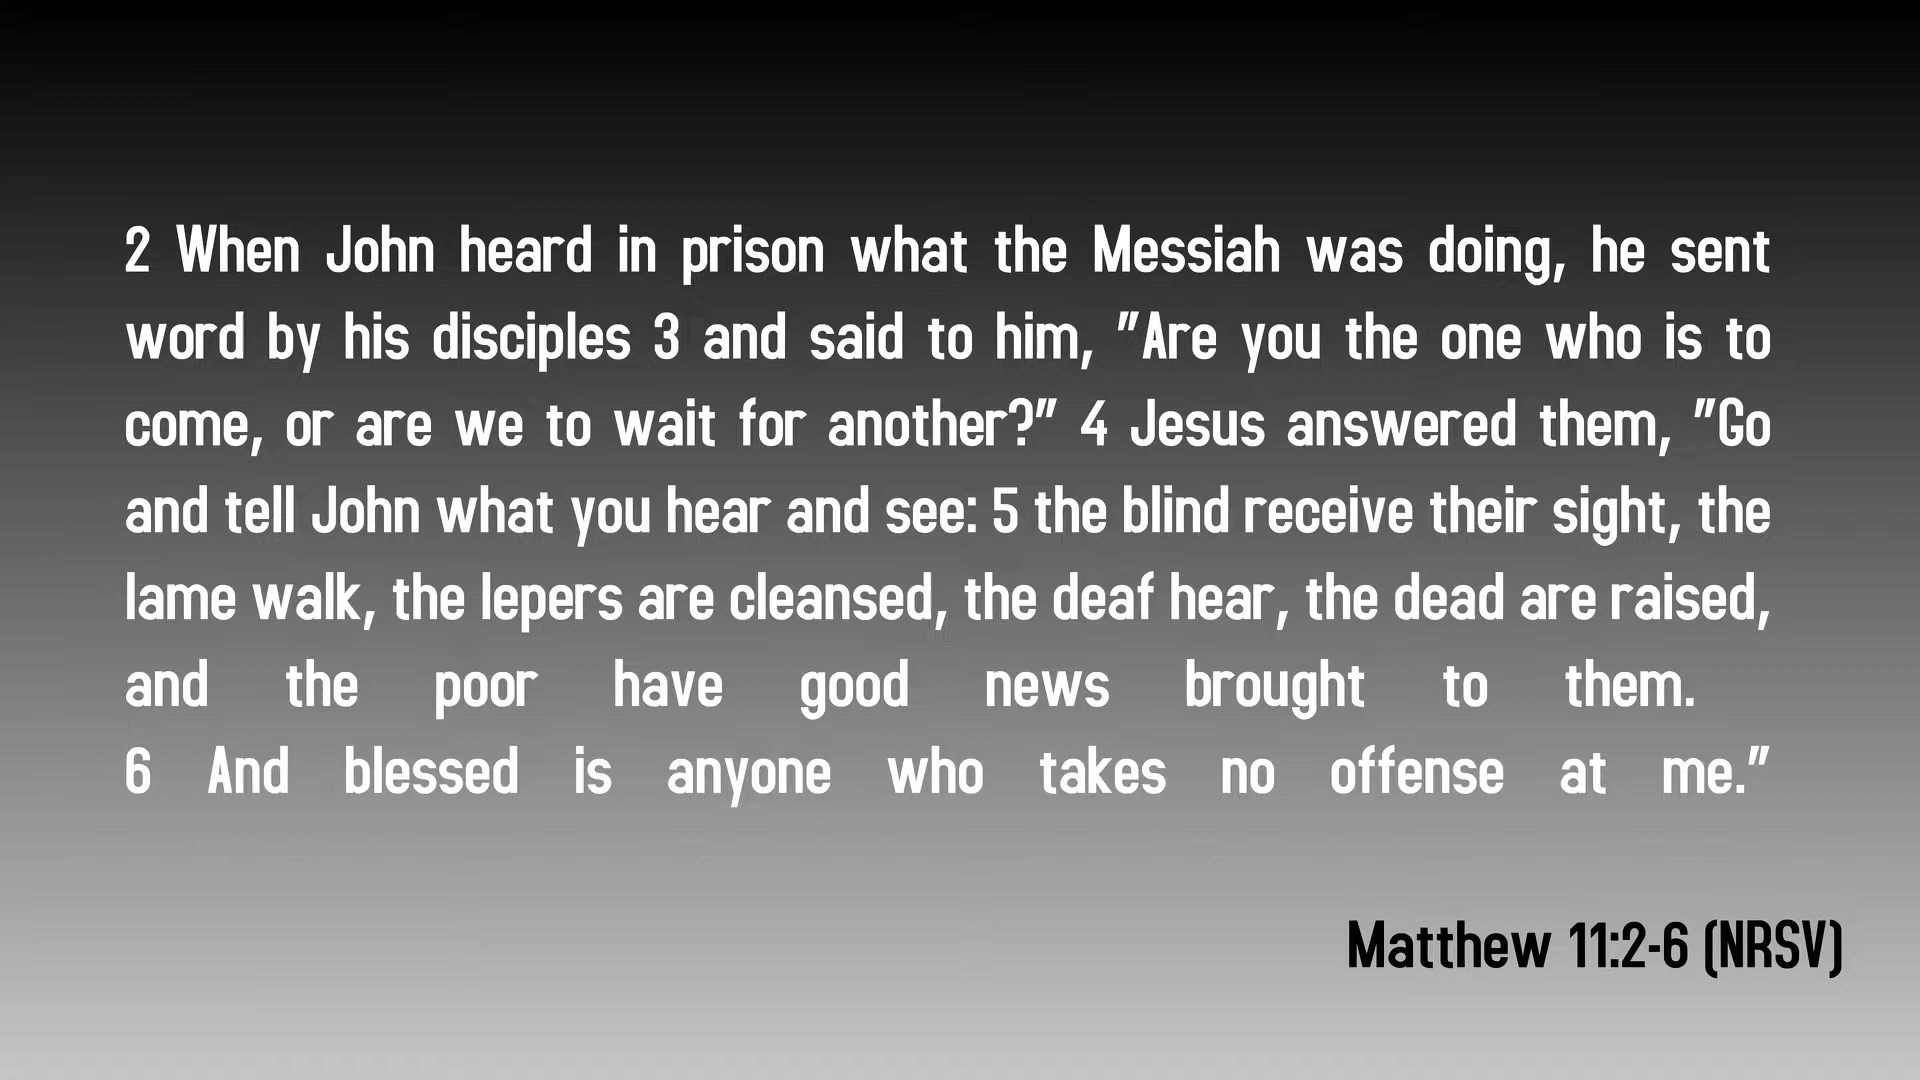 2 When John heard in prison what the Messiah was doing, he sent
word by his disciples 3 and said to him, "Are you the one who is to
come, or are we to wait for another?" 4 Jesus answered them, "Go
and tell John what you hear and see: 5 the blind receive their sight, the
lame walk, the lepers are cleansed, the deaf hear, the dead are raised,
and the poor have good news brought to them.
6 And blessed is anyone who takes no offense at me."
Matthew 11:2-6 (NRSV)